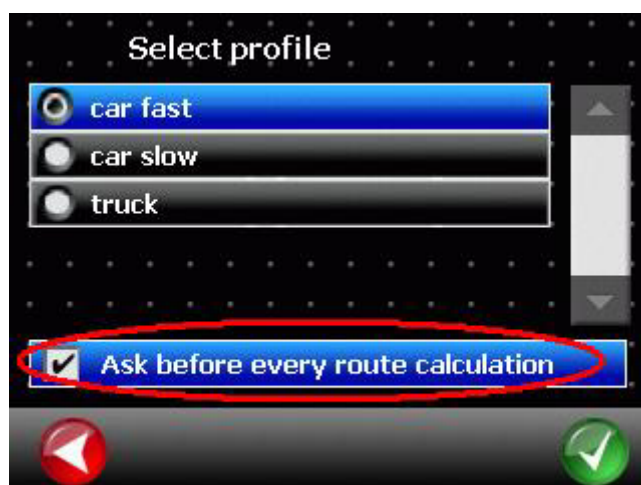 Select profile
car fast
car slow
truck
Ask before every route calculation